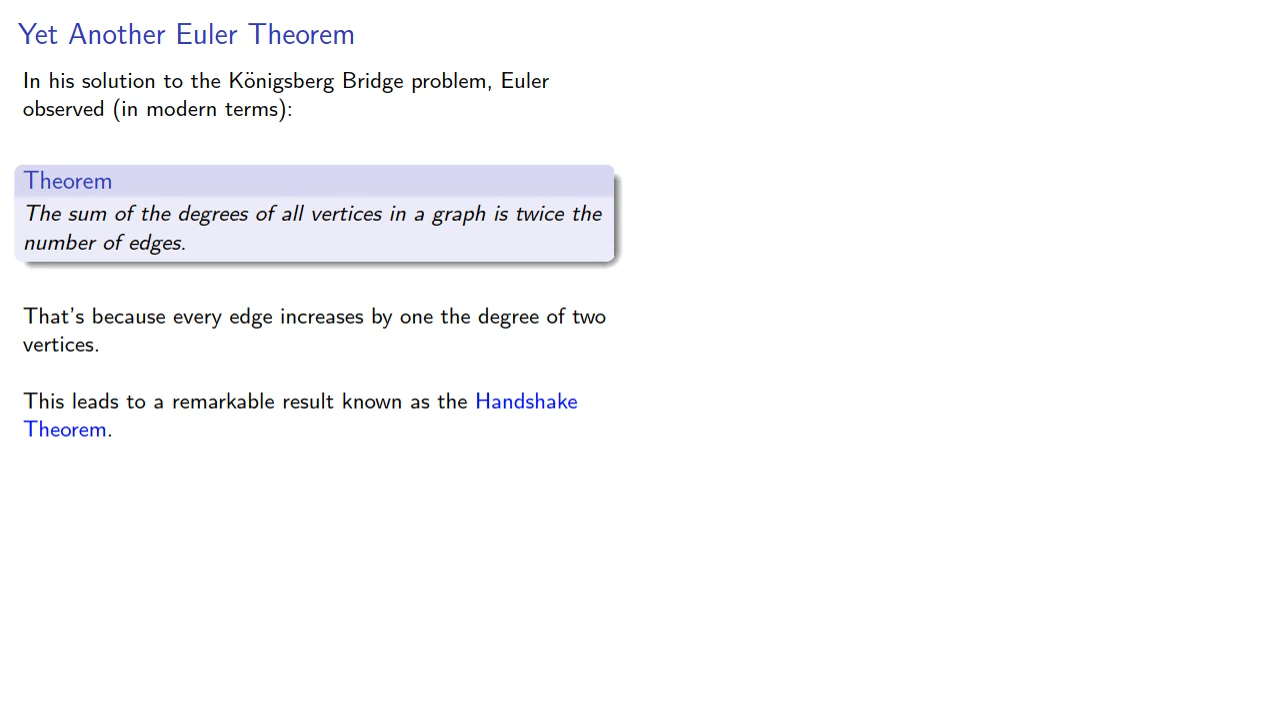 Yet Another Euler Theorem
In his solution to the Königsberg Bridge problem, Euler
observed (in modern terms):
Theorem
The sum of the degrees of all vertices in a graph is twice the
number of edges.
That's because every edge increases by one the degree of two
vertices.
This leads to a remarkable result known as the Handshake
Theorem.